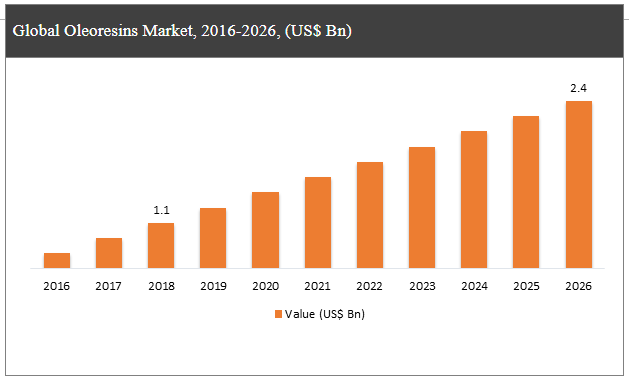 Global Oleoresins Market, 2016-2026, (US$ Bn)
2.4
1.1
2016 2017 2018 2019 2020 2021 2022 2023 2024 2025 2026
Value (US$ Bn)